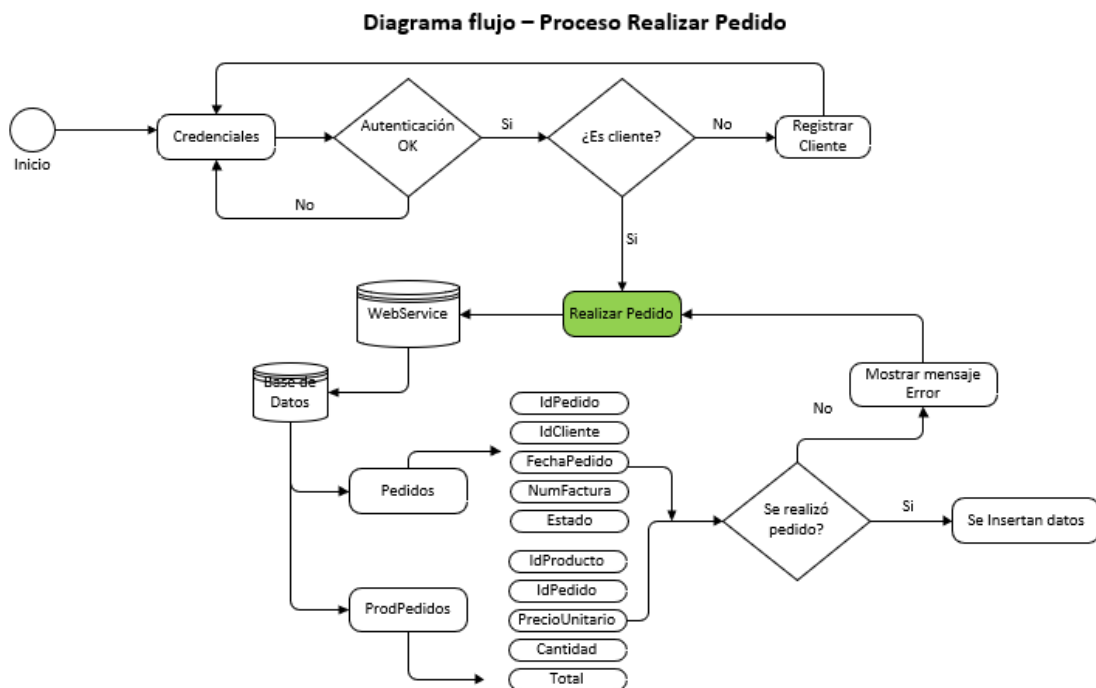 Diagrama flujo – Proceso Realizar Pedido
Inicio
Credenciales
Autenticación
OK
Si
¿Es cliente?
No
Registrar
Cliente
No
Si
WebService
Realizar Pedido
Base de
Datos
Mostrar mensaje
Error
No
IdPedido
IdCliente
FechaPedido
NumFactura
Estado
Pedidos
Se realizó
pedido?
Si
Se Insertan datos
IdProducto
IdPedido
PrecioUnitario
Cantidad
Total
ProdPedidos